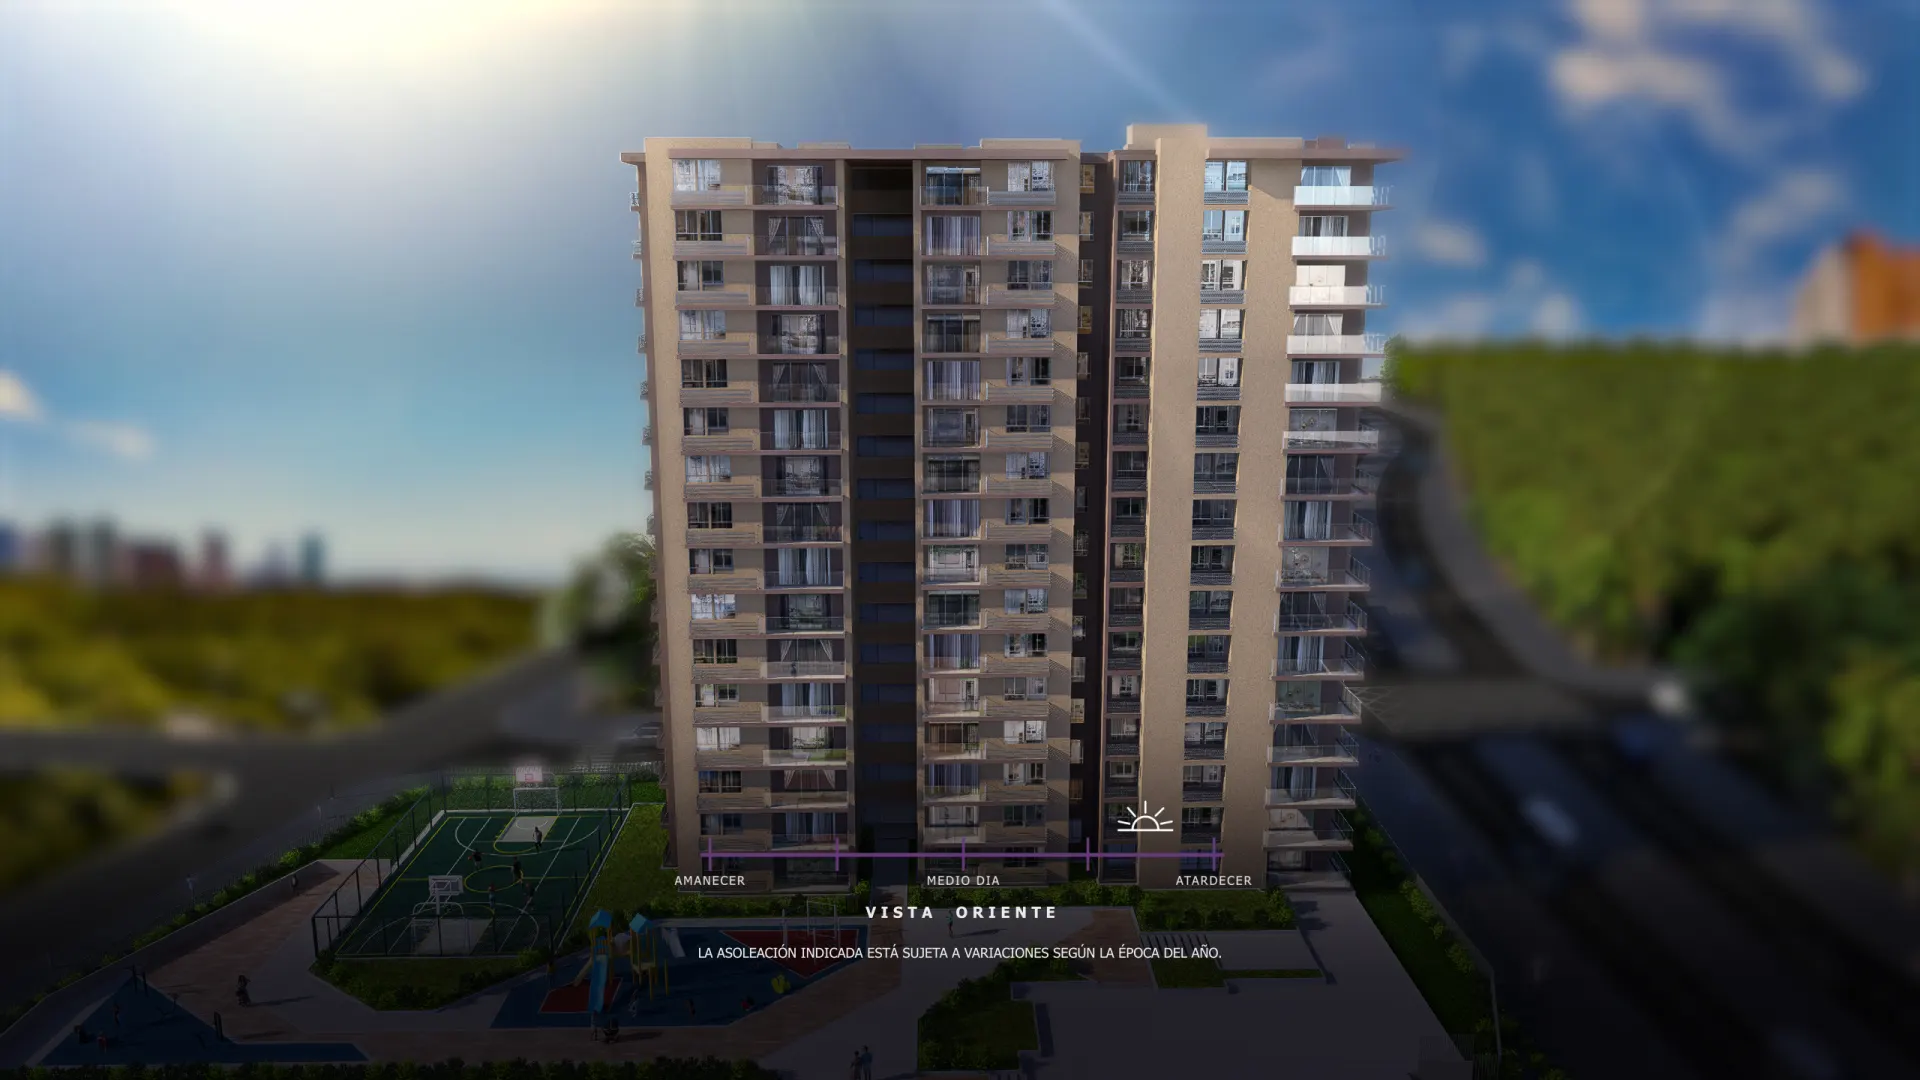 AMANECER MEDIO DIA ATARDECER
VISTA ORIENTE
LA ASOLEACIÓN INDICADA ESTÁ SUJETA A VARIACIONES SEGÚN LA ÉPOCA DEL AÑO.